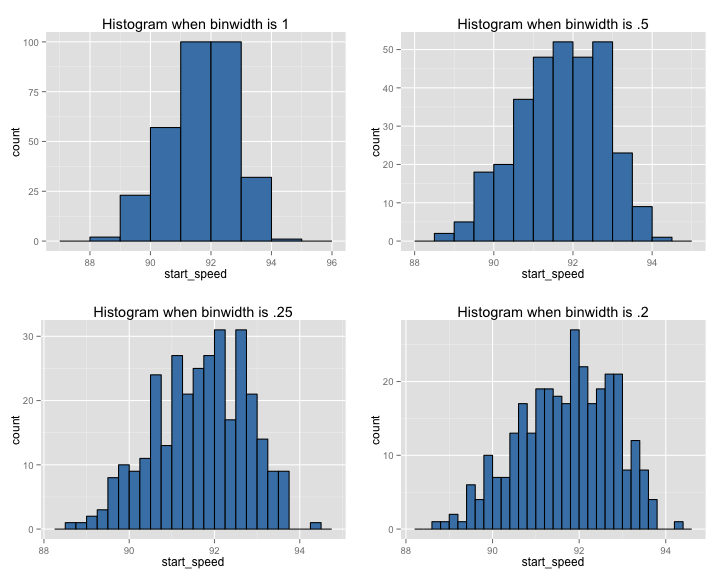 Histogram when binwidth is 1
100
75
50
25
0
count
88 90 92 94 96
start_speed
Histogram when binwidth is .5
50
40
30
20
10
0
count
90 92 94
start_speed
Histogram when binwidth is .25
30
20
10
0
count
88 90 92 94
start_speed
Histogram when binwidth is .2
20
10
0
count
88 90 92 94
start_speed